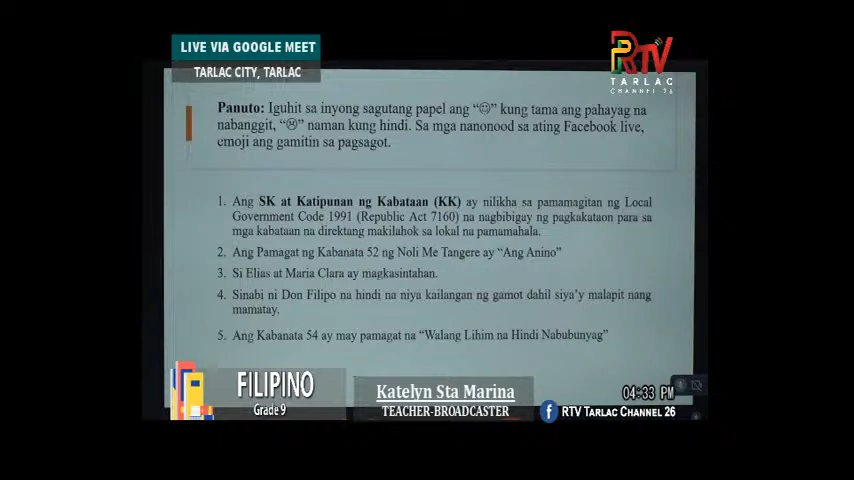 LIVE VIA GOOGLE MEET
TARLAC CITY, TARLAC
RTV
TARLAC
CHANNEL 26
Panuto: Iguhit sa inyong sagutang papel ang “☺” kung tama ang pahayag na
nabanggit, “☹” naman kung hindi. Sa mga nanonood sa ating Facebook live,
emoji ang gamitin sa pagsagot.
1. Ang SK at Katipunan ng Kabataan (KK) ay nilikha sa pamamagitan ng Local
Government Code 1991 (Republic Act 7160) na nagbibigay ng pagkakataon para sa
mga kabataan na direktang makilahok sa lokal na pamamahala.
2. Ang Pamagat ng Kabanata 52 ng Noli Me Tangere ay “Ang Anino”
3. Si Elias at Maria Clara ay magkasintahan.
4. Sinabi ni Don Filipo na hindi na niya kailangan ng gamot dahil siya’y malapit nang
mamatay.
5. Ang Kabanata 54 ay may pamagat na “Walang Lihim na Hindi Nabubunyag”
FILIPINO
Grade 9
Katelyn Sta Marina
TEACHER-BROADCASTER
04:33 PM
f RTV TARLAC CHANNEL 26